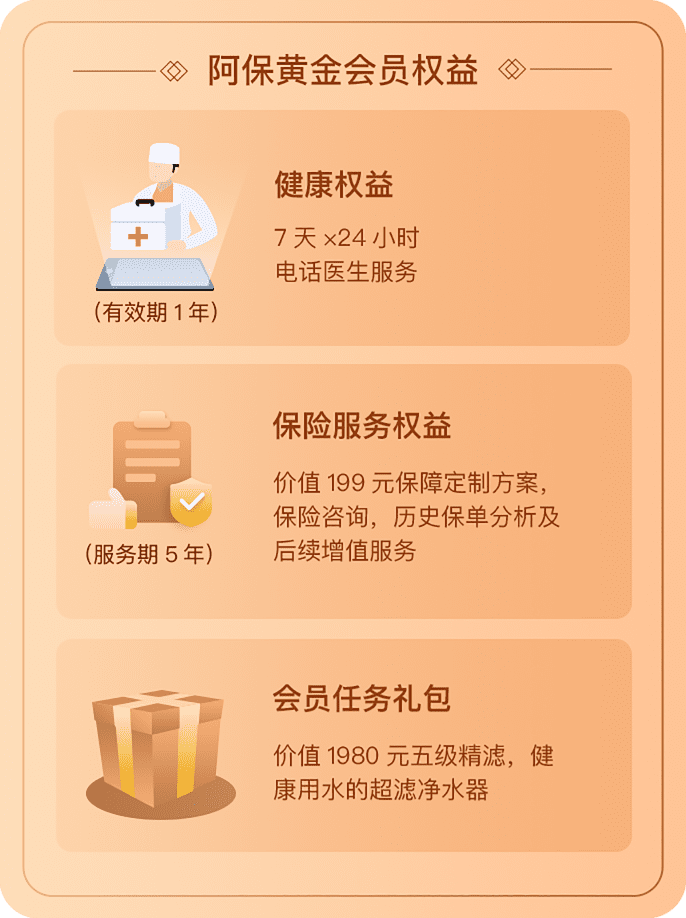 阿保黄金会员权益
健康权益
7 天 ×24 小时
电话医生服务
（有效期 1 年）
保险服务权益
价值 199 元保障定制方案，
保险咨询，历史保单分析及
后续增值服务
（服务期 5 年）
会员任务礼包
价值 1980 元五级精滤，健
康用水的超滤净水器